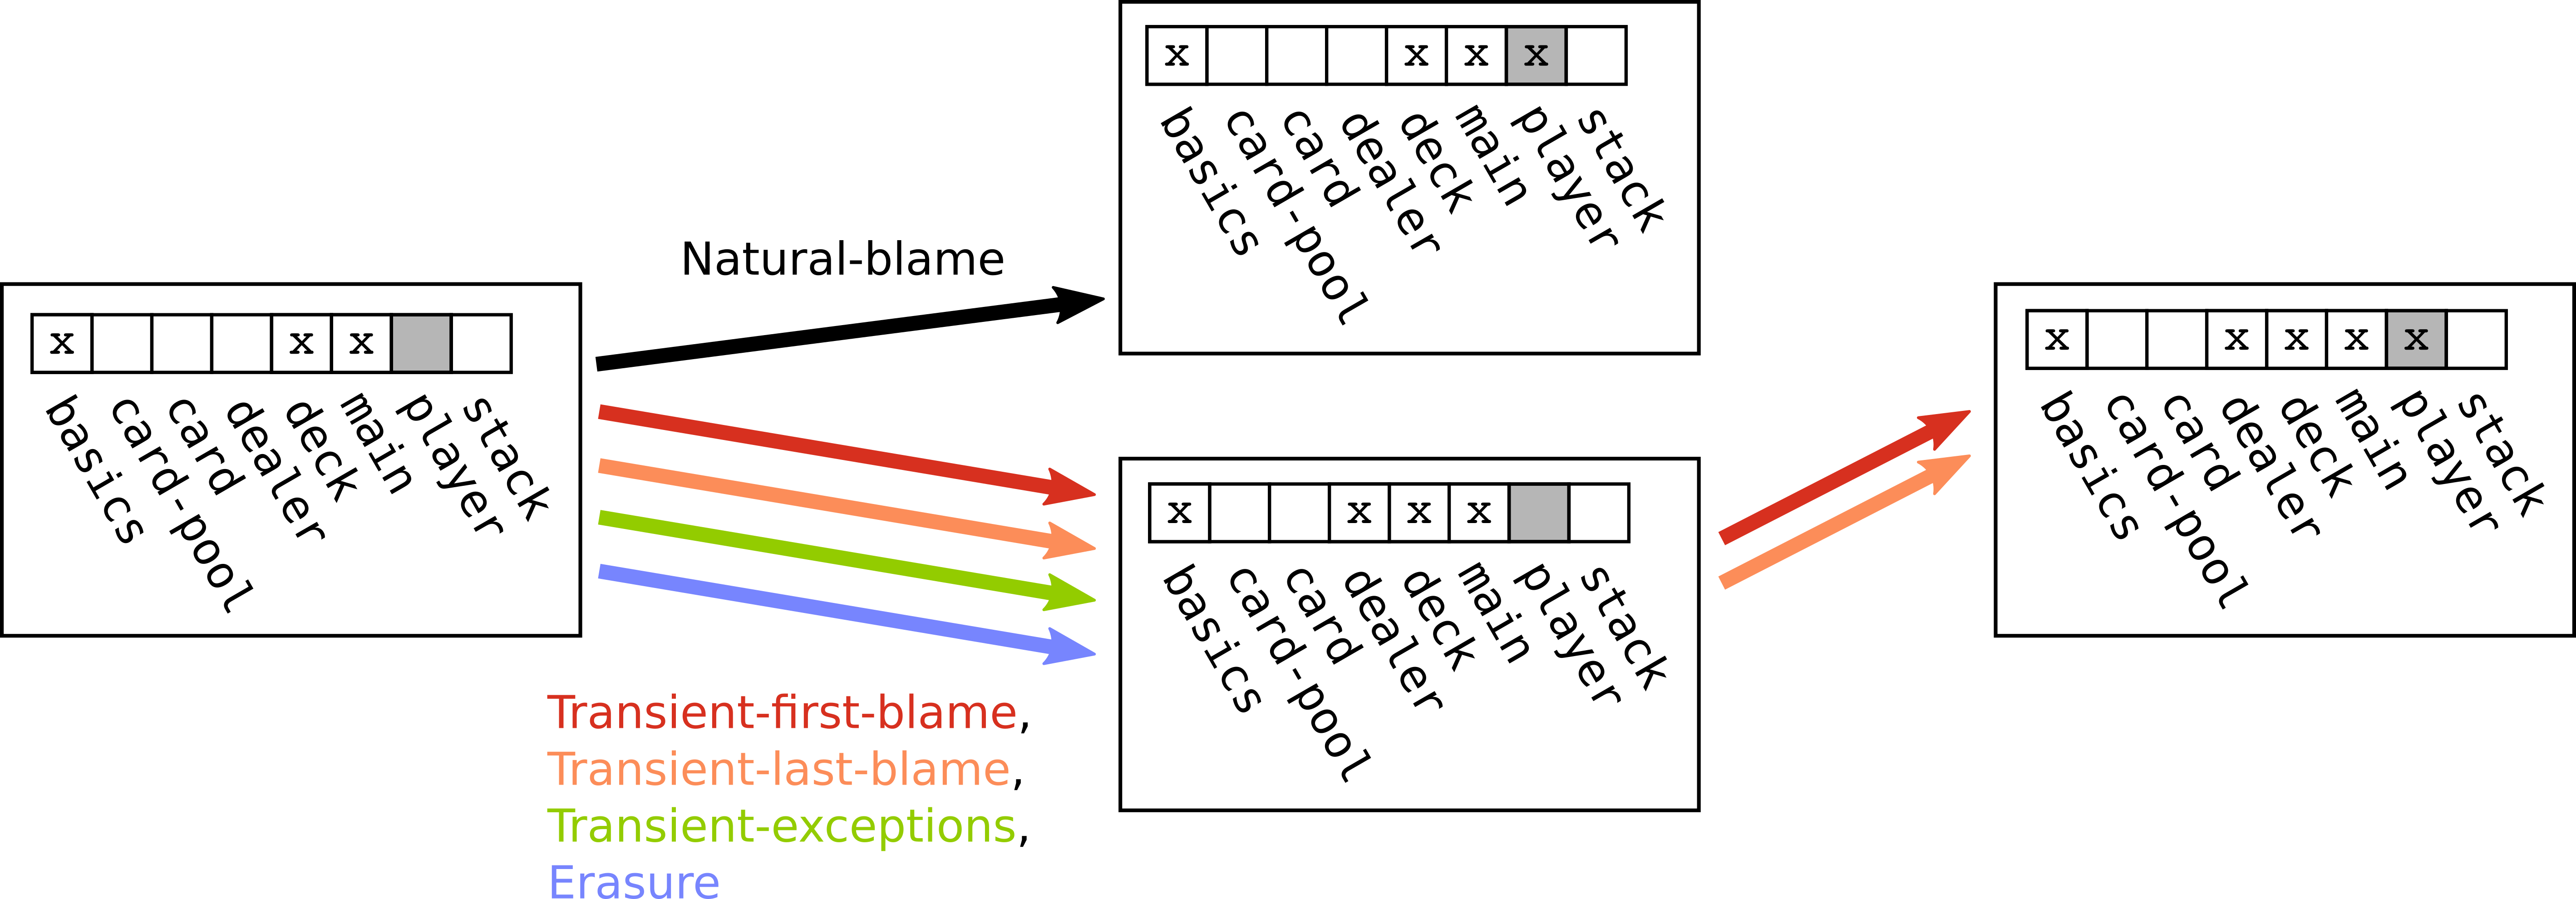 x x x x
basics card-pool card dealer deck main player stack
Natural-blame
x x x
basics card-pool card dealer deck main player stack
x x x x x
basics card-pool card dealer deck main player stack
x x x x
basics card-pool card dealer deck main player stack
Transient-first-blame,
Transient-last-blame,
Transient-exceptions,
Erasure